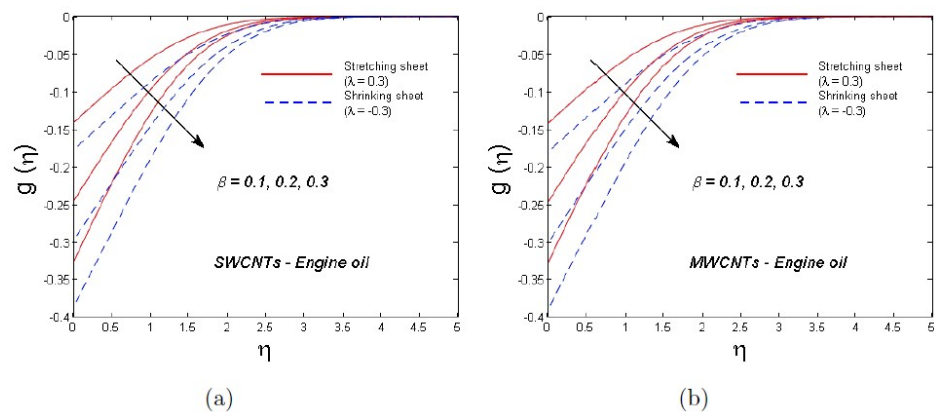 0
-0.05
-0.1
-0.15
-0.2
-0.25
-0.3
-0.35
-0.4
g (η)
Stretching sheet
(λ = 0.3)
Shrinking sheet
(λ = -0.3)
β = 0.1, 0.2, 0.3
SWCNTs - Engine oil
0 0.5 1 1.5 2 2.5 3 3.5 4 4.5 5
η
(a)
0
-0.05
-0.1
-0.15
-0.2
-0.25
-0.3
-0.35
-0.4
g (η)
Stretching sheet
(λ = 0.3)
Shrinking sheet
(λ = -0.3)
β = 0.1, 0.2, 0.3
MWCNTs - Engine oil
0 0.5 1 1.5 2 2.5 3 3.5 4 4.5 5
η
(b)